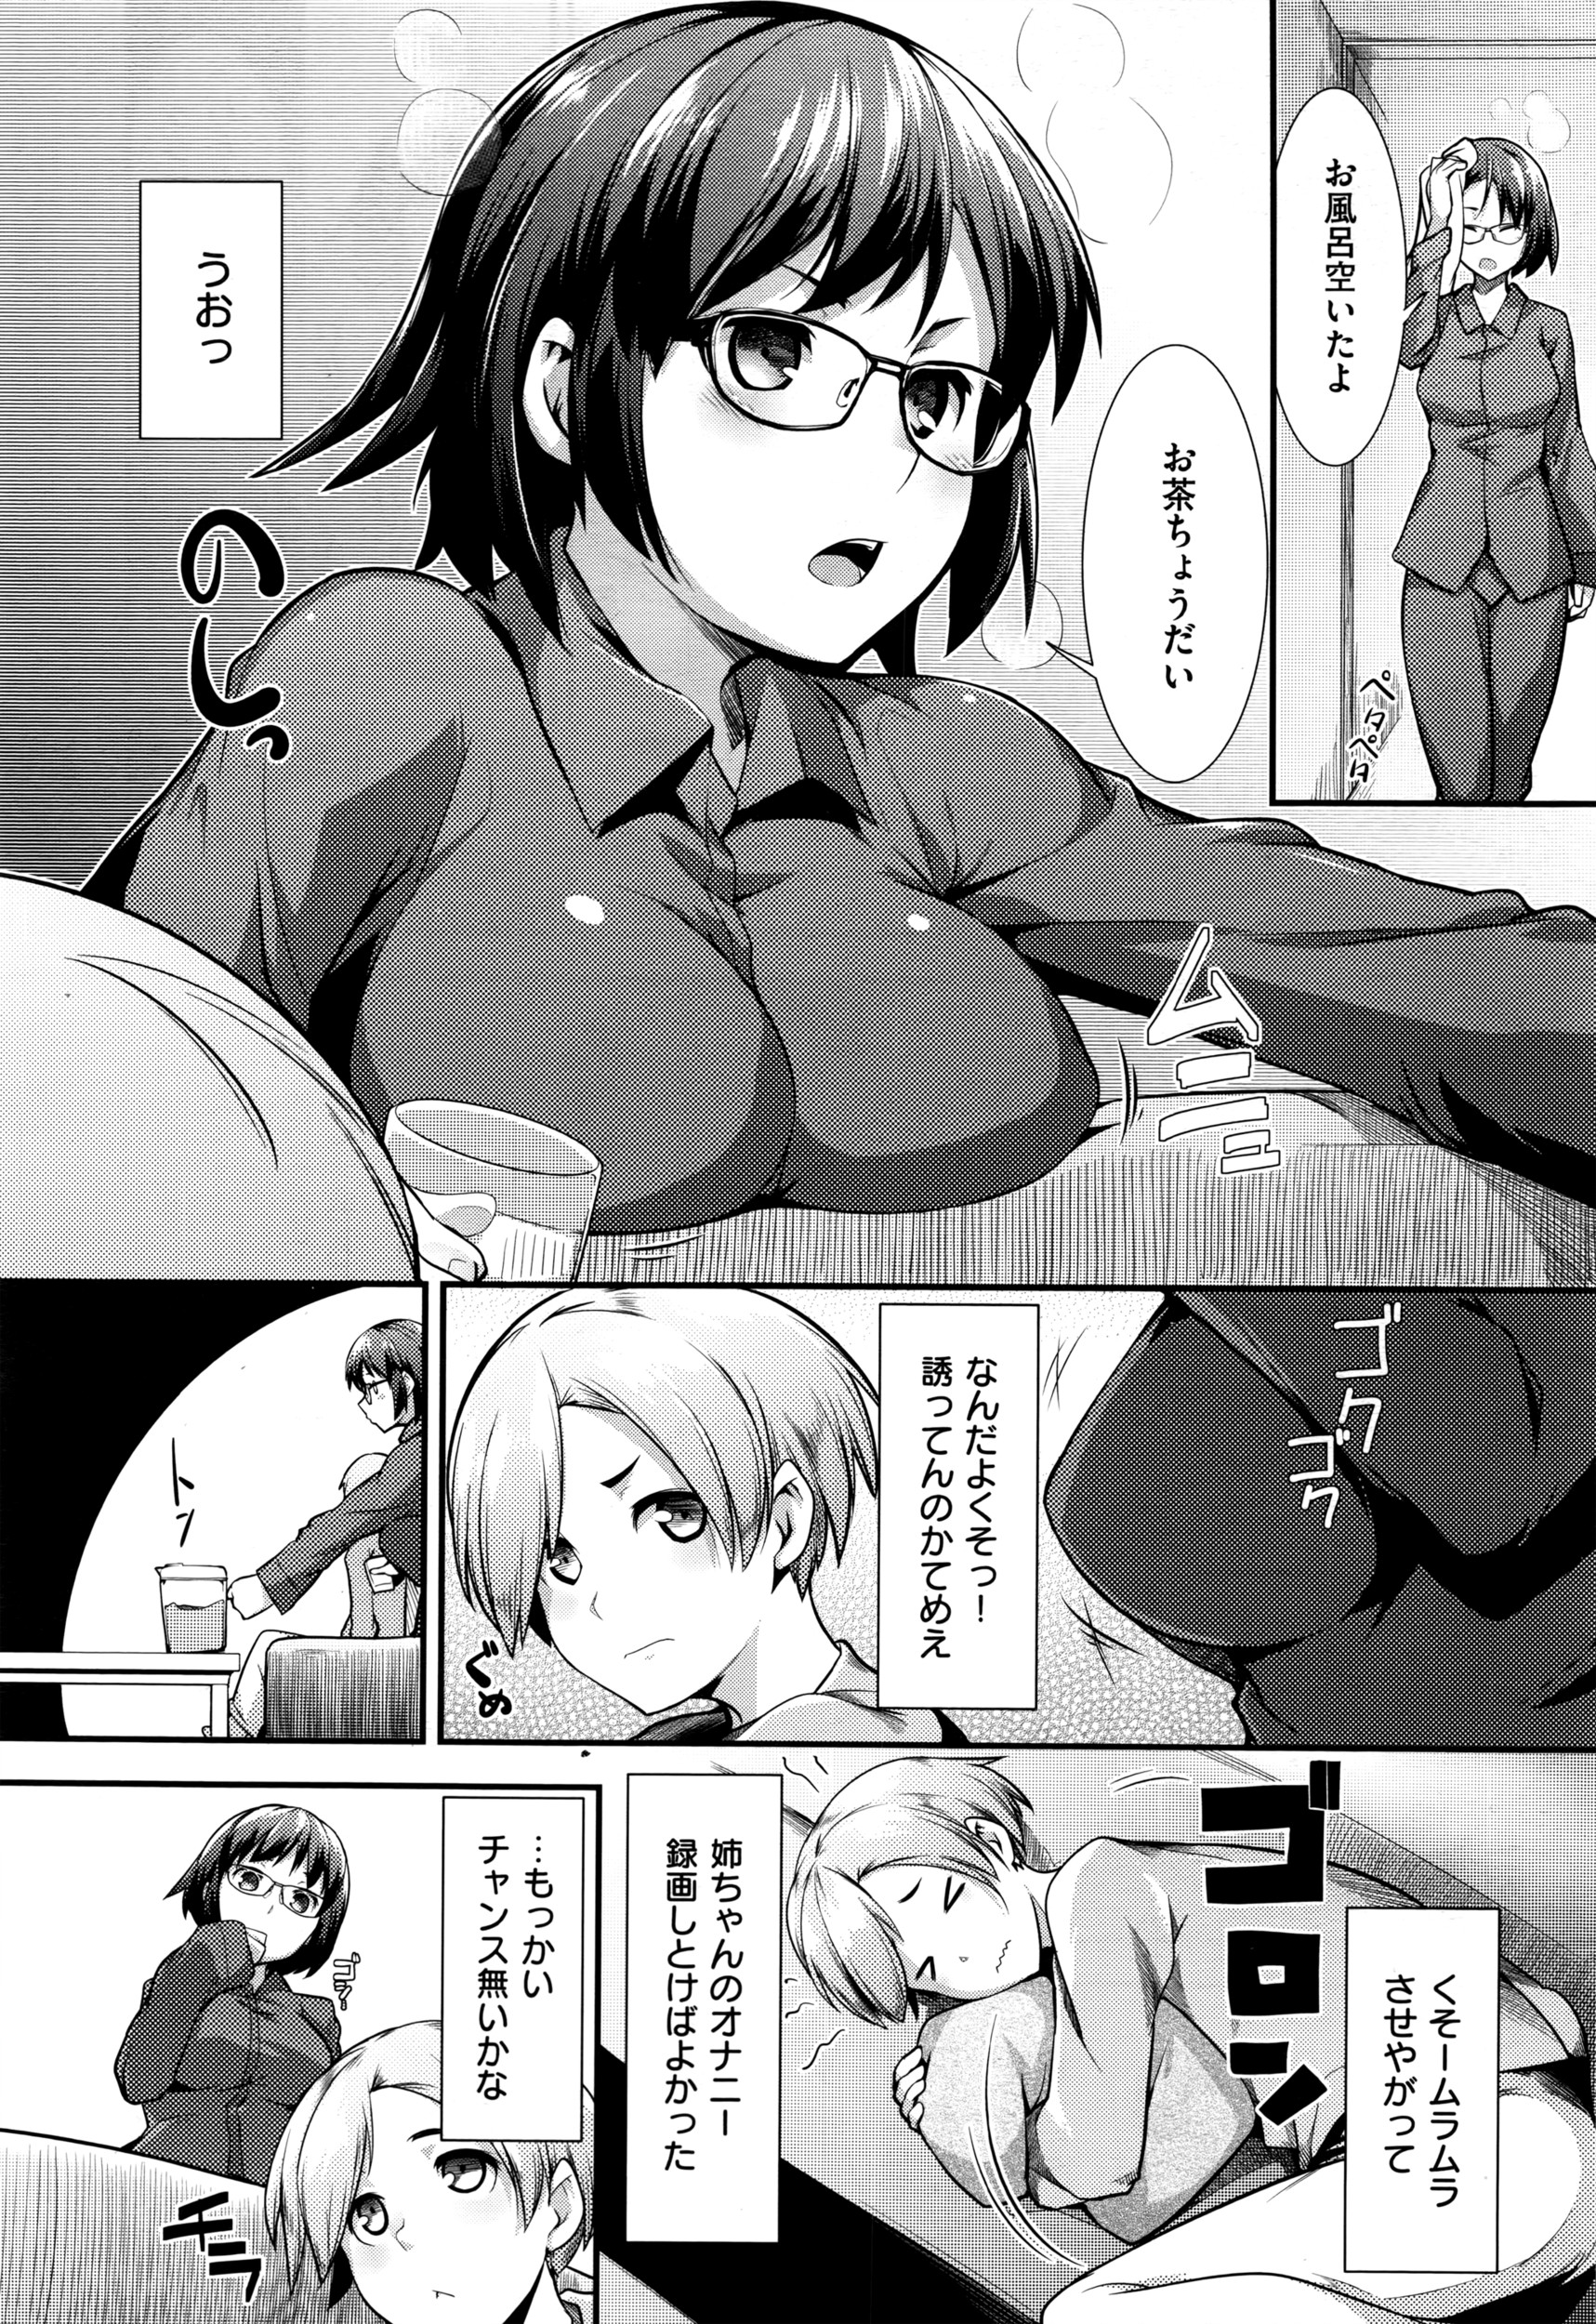 お風呂空いたよ
ペロペロ
お茶ちょうだい
うおっ
のしっ
ムニュ
ゴクゴク
なんだよくそっ!
誘ってんのかてめえ
ぐぬ
トン
くそームラムラ
させやがって
ゴロン
姉ちゃんのオナニー
録画しとけばよかった
…もっかい
チャンス無いかな
チラ